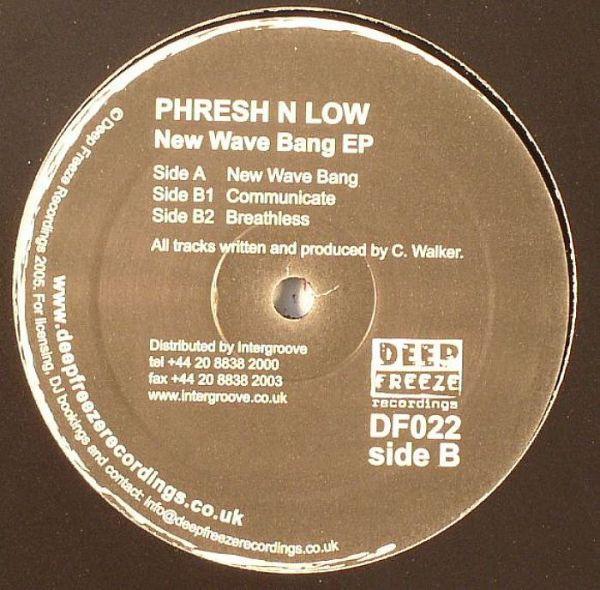 PHRESH N LOW
New Wave Bang EP
Side A New Wave Bang
Side B1 Communicate
Side B2 Breathless
All tracks written and produced by C. Walker.
Distributed by Intergroove
tel +44 20 8838 2000
fax +44 20 8838 2003
www.intergroove.co.uk
DEEP
FREEZE
recordings
DF022
side B
www.deepfreezerecordings.co.uk
© Deep Freeze Recordings 2005. For licensing, DJ bookings and contact: info@deepfreezerecordings.co.uk